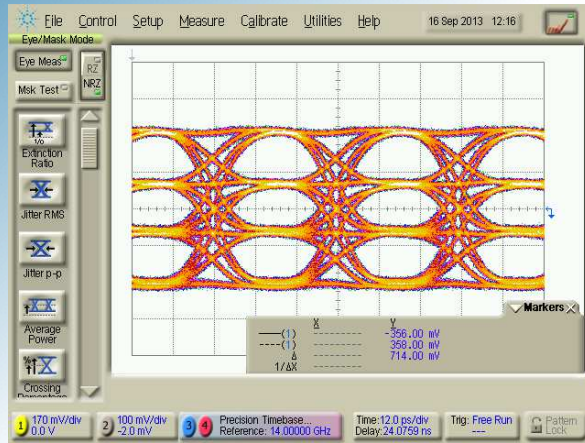 File Control Setup Measure Calibrate Utilities Help 16 Sep 2013 12:16
Eye/Mask Mode
Eye Meas
RZ
NRZ
Msk Test
Extinction
Ratio
Jitter RMS
Jitter p-p
Average
Power
Crossing
Percentage
Markers
X Y
——(1) --------- -356.00 mV
----(1) --------- 358.00 mV
Δ --------- 714.00 mV
1/ΔX ---------
1 170 mV/div
0.0 V
2 100 mV/div
-2.0 mV
3 4 Precision Timebase...
Reference: 14.00000 GHz
Time:12.0 ps/div
Delay:24.0759 ns
Trig: Free Run
---
Pattern
Lock